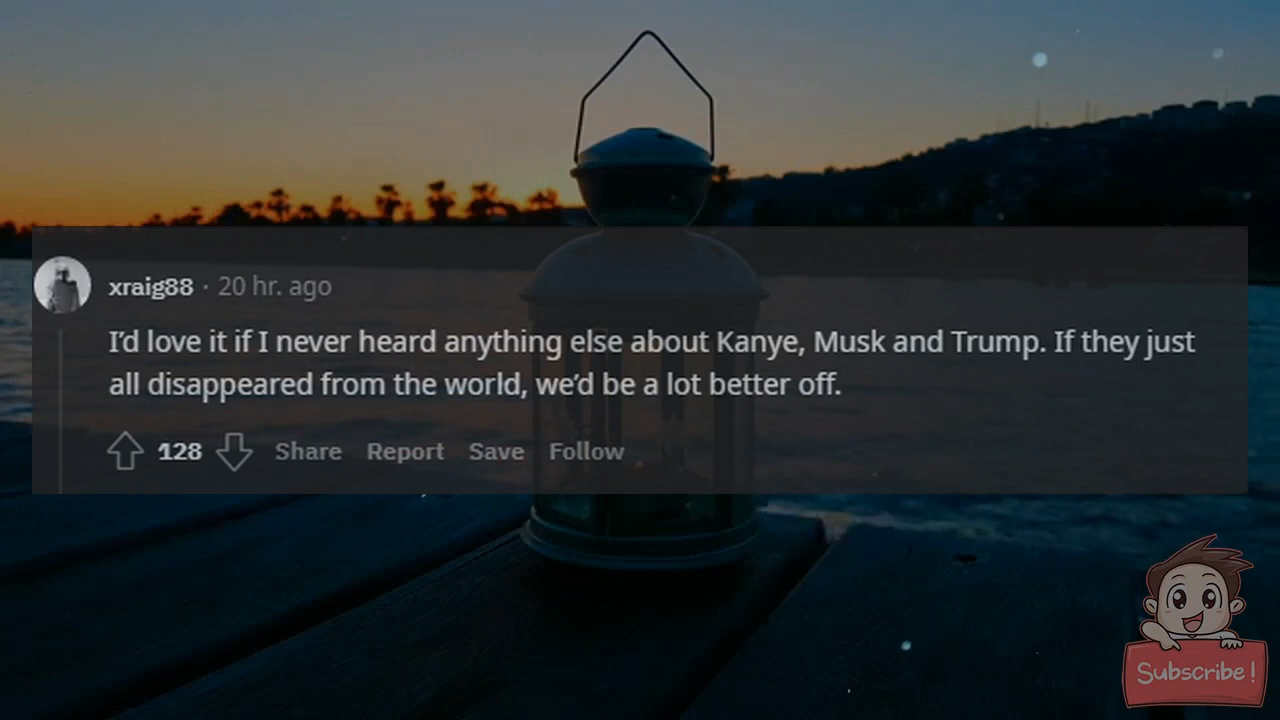 xraig88 · 20 hr. ago
I’d love it if I never heard anything else about Kanye, Musk and Trump. If they just
all disappeared from the world, we’d be a lot better off.
128 Share Report Save Follow
Subscribe!